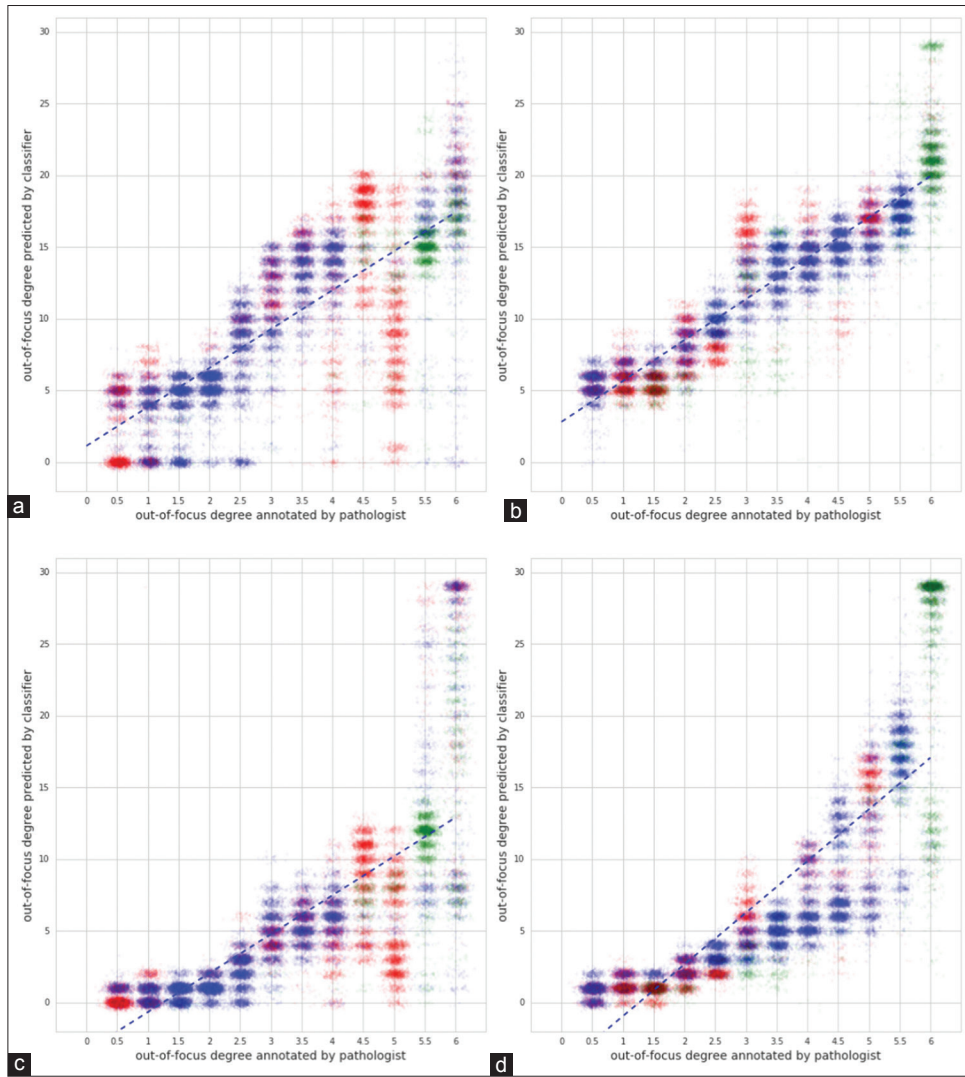 30
25
20
15
10
5
0
out-of-focus degree predicted by classifier
0 0.5 1 1.5 2 2.5 3 3.5 4 4.5 5 5.5 6
out-of-focus degree annotated by pathologist
a
30
25
20
15
10
5
0
out-of-focus degree predicted by classifier
0 0.5 1 1.5 2 2.5 3 3.5 4 4.5 5 5.5 6
out-of-focus degree annotated by pathologist
b
30
25
20
15
10
5
0
out-of-focus degree predicted by classifier
0 0.5 1 1.5 2 2.5 3 3.5 4 4.5 5 5.5 6
out-of-focus degree annotated by pathologist
c
30
25
20
15
10
5
0
out-of-focus degree predicted by classifier
0 0.5 1 1.5 2 2.5 3 3.5 4 4.5 5 5.5 6
out-of-focus degree annotated by pathologist
d